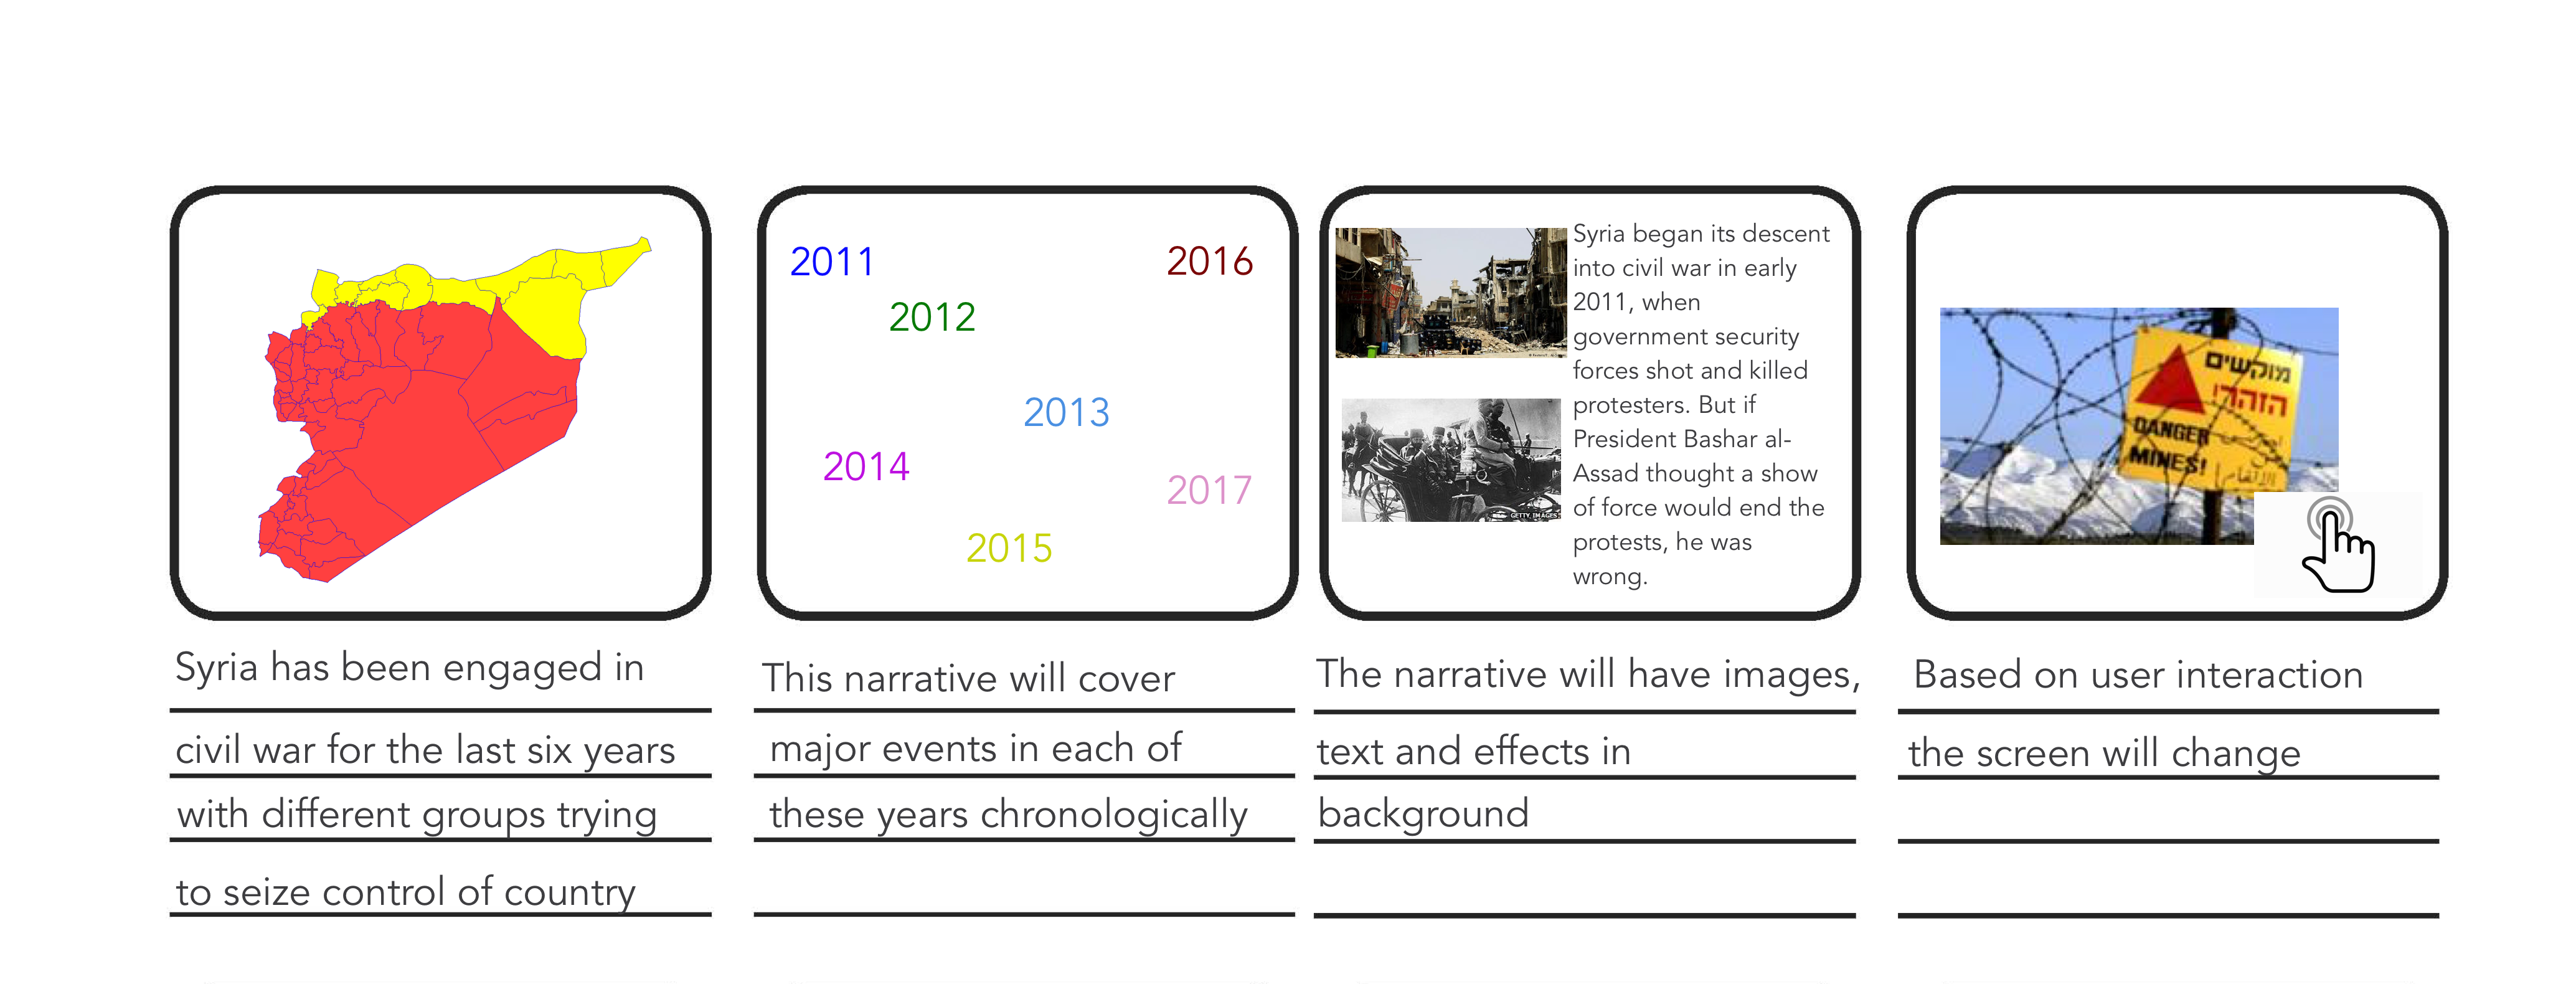 2011
2016
2012
2013
2014
2017
2015
Syria began its descent
into civil war in early
2011, when
government security
forces shot and killed
protesters. But if
President Bashar al-
Assad thought a show
of force would end the
protests, he was
wrong.
GETTY IMAGES
מוקשים
הזהר!
DANGER
MINES!
Syria has been engaged in
civil war for the last six years
with different groups trying
to seize control of country
This narrative will cover
major events in each of
these years chronologically
The narrative will have images,
text and effects in
background
Based on user interaction
the screen will change